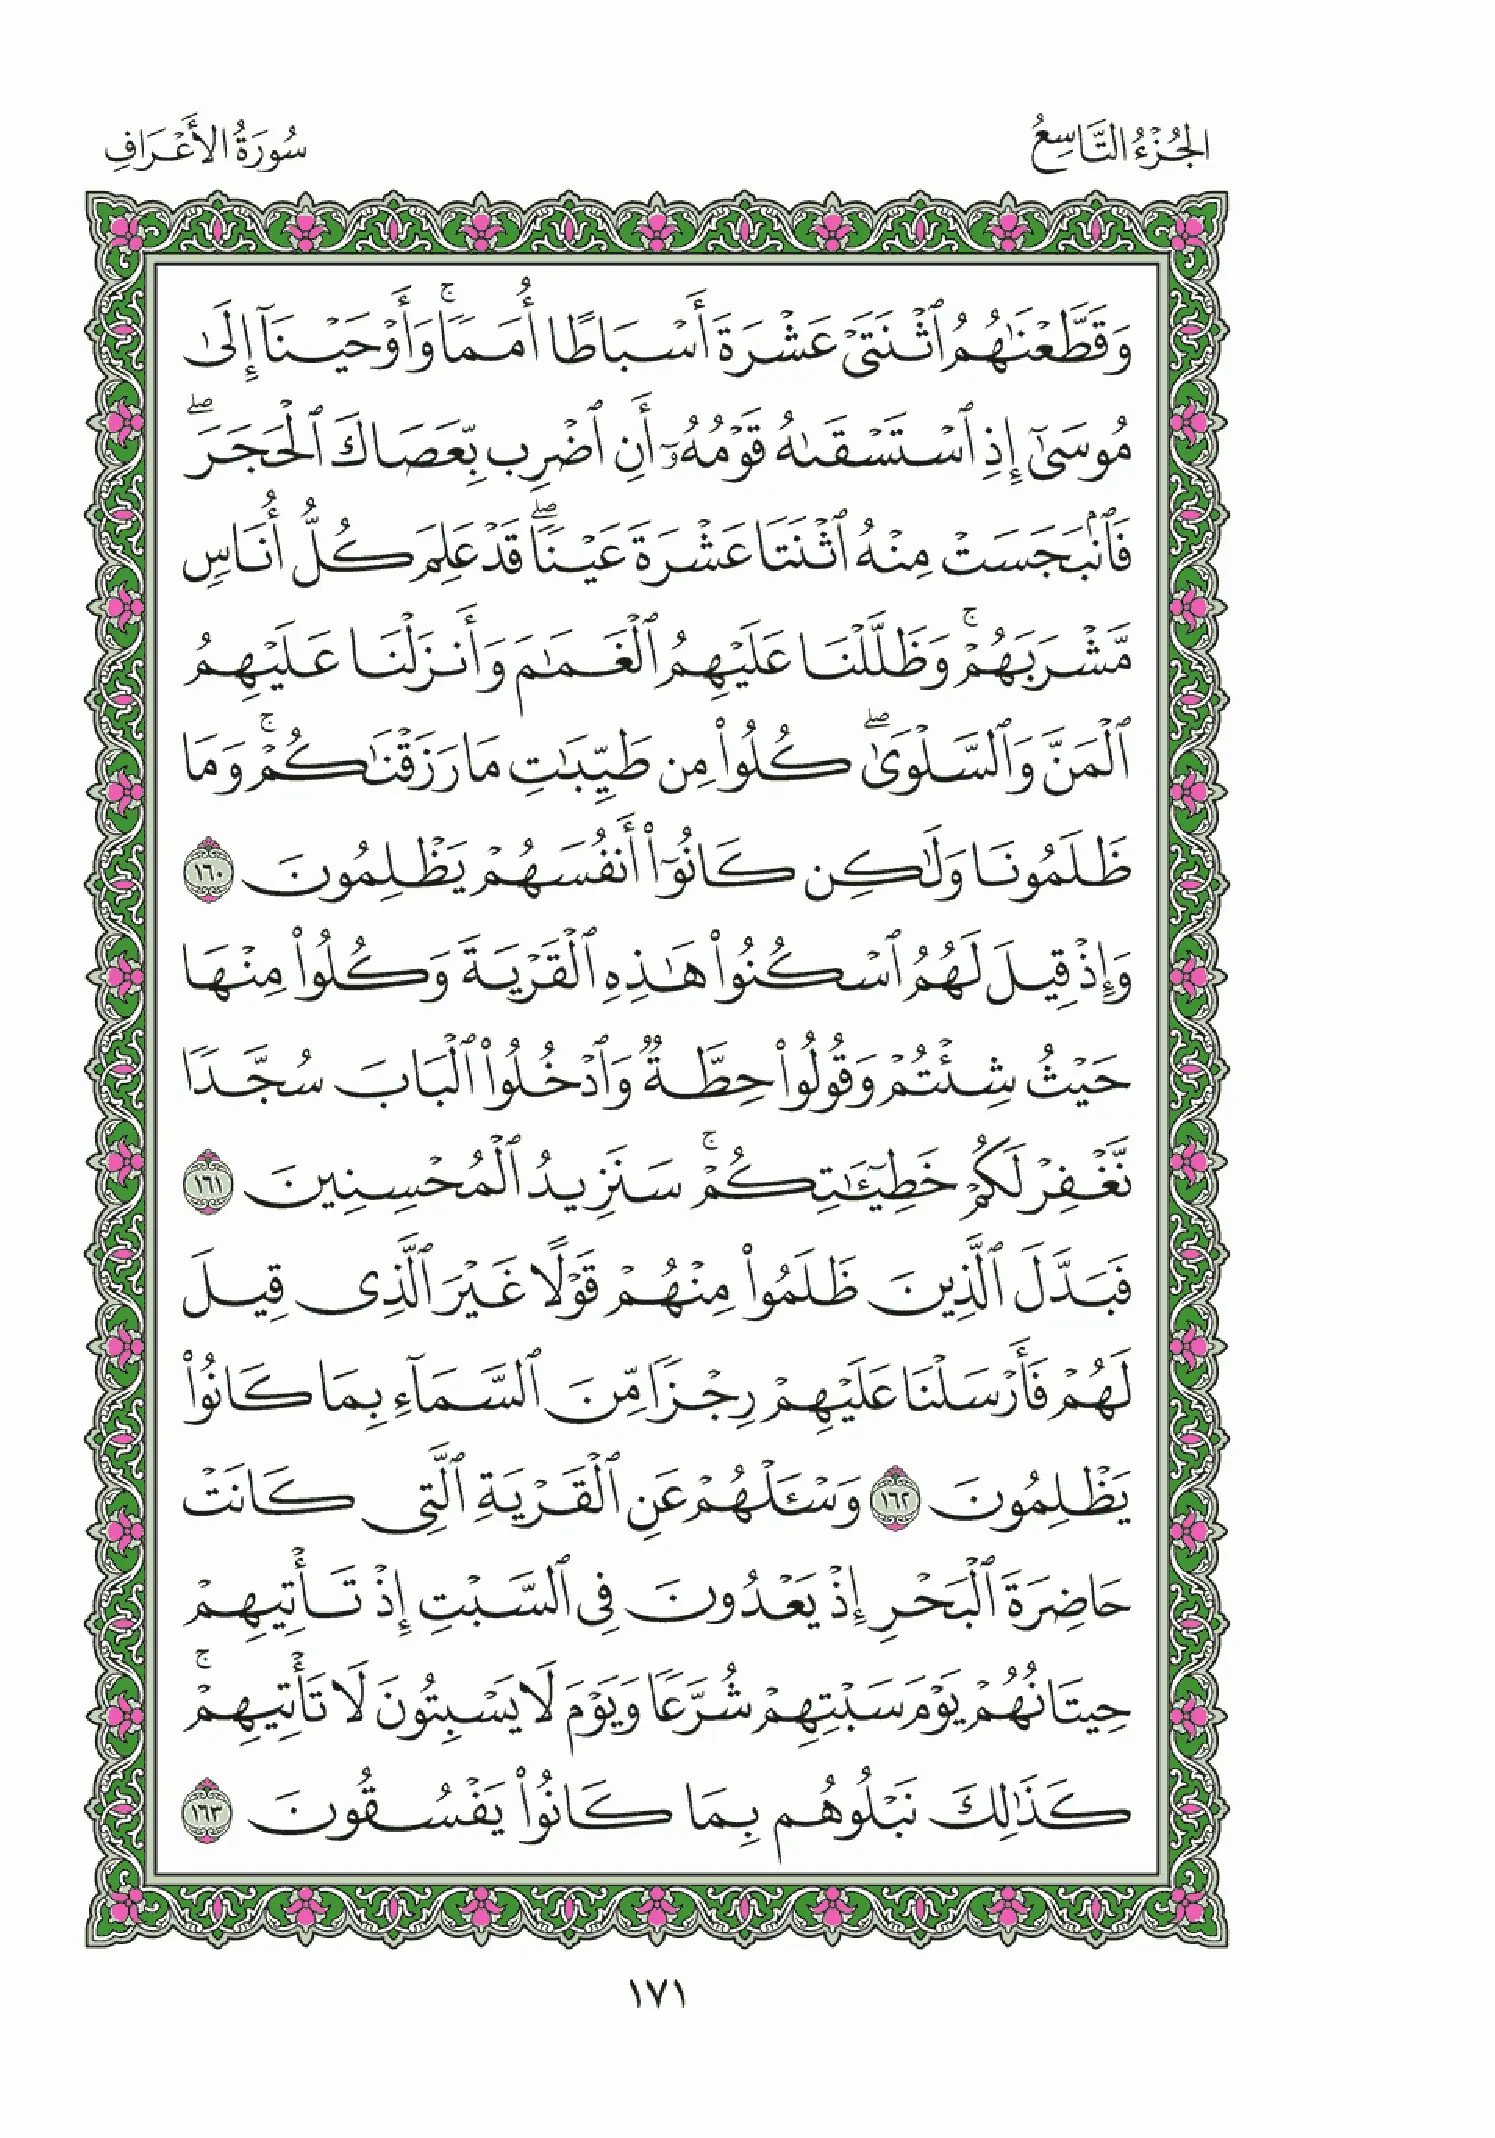 الجُزْءُ التَّاسِعُ
سُورَةُ الأَعْرَافِ
وَقَطَّعْنَٰهُمُ ٱثْنَتَىْ عَشْرَةَ أَسْبَاطًا أُمَمًا ۚ وَأَوْحَيْنَآ إِلَىٰ
مُوسَىٰٓ إِذِ ٱسْتَسْقَىٰهُ قَوْمُهُۥٓ أَنِ ٱضْرِب بِّعَصَاكَ ٱلْحَجَرَ ۖ
فَٱنۢبَجَسَتْ مِنْهُ ٱثْنَتَا عَشْرَةَ عَيْنًا ۖ قَدْ عَلِمَ كُلُّ أُنَاسٍ
مَّشْرَبَهُمْ ۚ وَظَلَّلْنَا عَلَيْهِمُ ٱلْغَمَٰمَ وَأَنزَلْنَا عَلَيْهِمُ
ٱلْمَنَّ وَٱلسَّلْوَىٰ ۖ كُلُوا۟ مِن طَيِّبَٰتِ مَا رَزَقْنَٰكُمْ ۚ وَمَا
ظَلَمُونَا وَلَٰكِن كَانُوٓا۟ أَنفُسَهُمْ يَظْلِمُونَ ١٦٠
وَإِذْ قِيلَ لَهُمُ ٱسْكُنُوا۟ هَٰذِهِ ٱلْقَرْيَةَ وَكُلُوا۟ مِنْهَا
حَيْثُ شِئْتُمْ وَقُولُوا۟ حِطَّةٌ وَٱدْخُلُوا۟ ٱلْبَابَ سُجَّدًا
نَّغْفِرْ لَكُمْ خَطِيٓـَٰٔتِكُمْ ۚ سَنَزِيدُ ٱلْمُحْسِنِينَ ١٦١
فَبَدَّلَ ٱلَّذِينَ ظَلَمُوا۟ مِنْهُمْ قَوْلًا غَيْرَ ٱلَّذِى قِيلَ
لَهُمْ فَأَرْسَلْنَا عَلَيْهِمْ رِجْزًا مِّنَ ٱلسَّمَآءِ بِمَا كَانُوا۟
يَظْلِمُونَ ١٦٢ وَسْـَٔلْهُمْ عَنِ ٱلْقَرْيَةِ ٱلَّتِى كَانَتْ
حَاضِرَةَ ٱلْبَحْرِ إِذْ يَعْدُونَ فِى ٱلسَّبْتِ إِذْ تَأْتِيهِمْ
حِيتَانُهُمْ يَوْمَ سَبْتِهِمْ شُرَّعًا وَيَوْمَ لَا يَسْبِتُونَ لَا تَأْتِيهِمْ ۚ
كَذَٰلِكَ نَبْلُوهُم بِمَا كَانُوا۟ يَفْسُقُونَ ١٦٣
١٧١